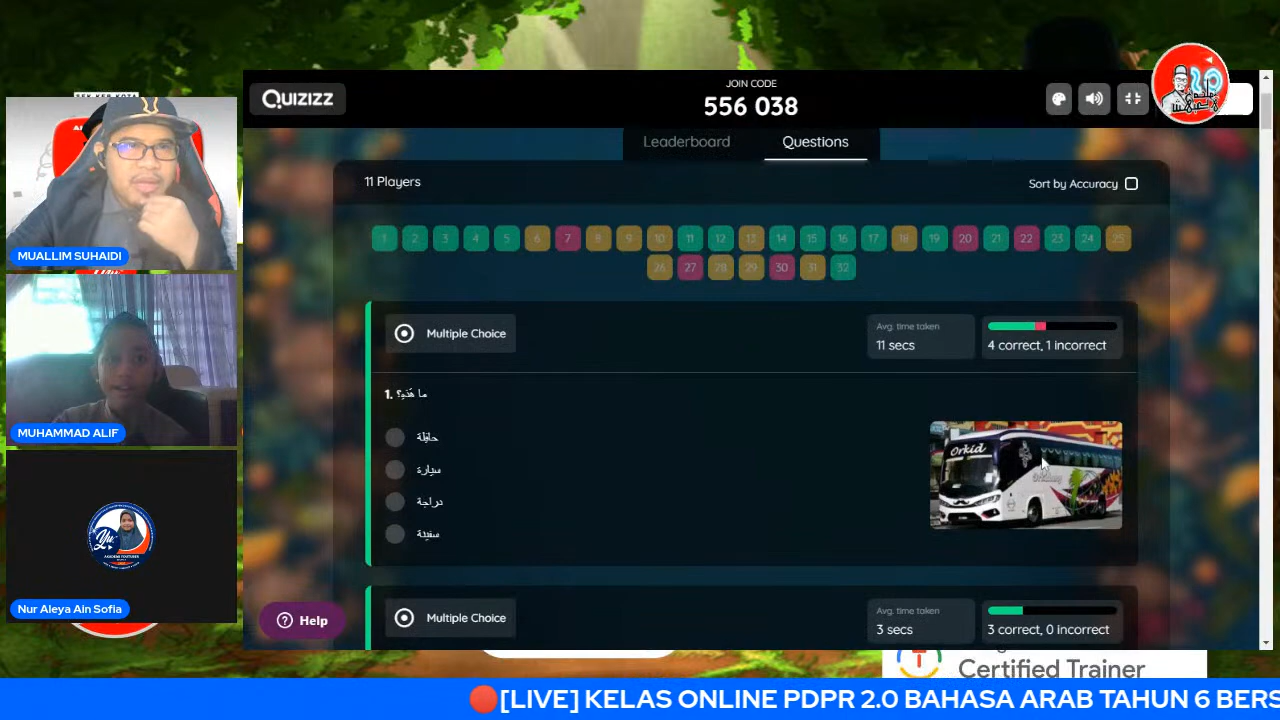 QUIZIZZ
JOIN CODE
556 038
Leaderboard
Questions
11 Players
Sort by Accuracy
1 2 3 4 5 6 7 8 9 10 11 12 13 14 15 16 17 18 19 20 21 22 23 24 25
26 27 28 29 30 31 32
Multiple Choice
Avg. time taken
11 secs
4 correct, 1 incorrect
1. ما هَذِهِ؟
حافِلَة
سيارة
دراجة
سفينة
Orkid
Multiple Choice
Avg. time taken
3 secs
3 correct, 0 incorrect
Help
MUALLIM SUHAIDI
MUHAMMAD ALIF
Nur Aleya Ain Sofia
Certified Trainer
[LIVE] KELAS ONLINE PDPR 2.0 BAHASA ARAB TAHUN 6 BERS